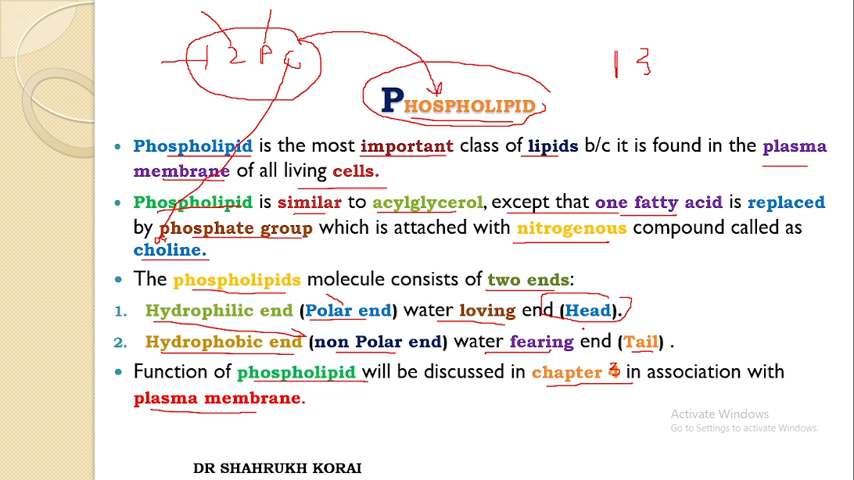 1 2 P C
1 3
PHOSPHOLIPID
• Phospholipid is the most important class of lipids b/c it is found in the plasma
membrane of all living cells.
• Phospholipid is similar to acylglycerol, except that one fatty acid is replaced
by phosphate group which is attached with nitrogenous compound called as
choline.
• The phospholipids molecule consists of two ends:
1. Hydrophilic end (Polar end) water loving end (Head).
2. Hydrophobic end (non Polar end) water fearing end (Tail) .
• Function of phospholipid will be discussed in chapter in association with
plasma membrane.
Activate Windows
Go to Settings to activate Windows.
DR SHAHRUKH KORAI